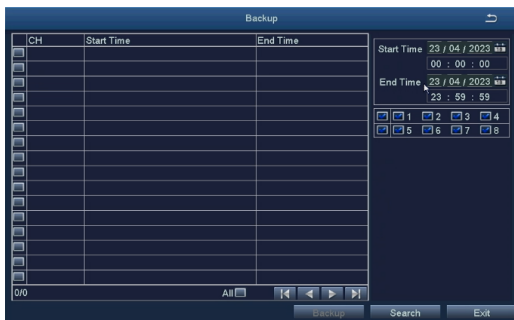 Backup
CH Start Time End Time
Start Time 23 / 04 / 2023
00 : 00 : 00
End Time 23 / 04 / 2023
23 : 59 : 59
1 2 3 4
5 6 7 8
0/0 All
Backup Search Exit